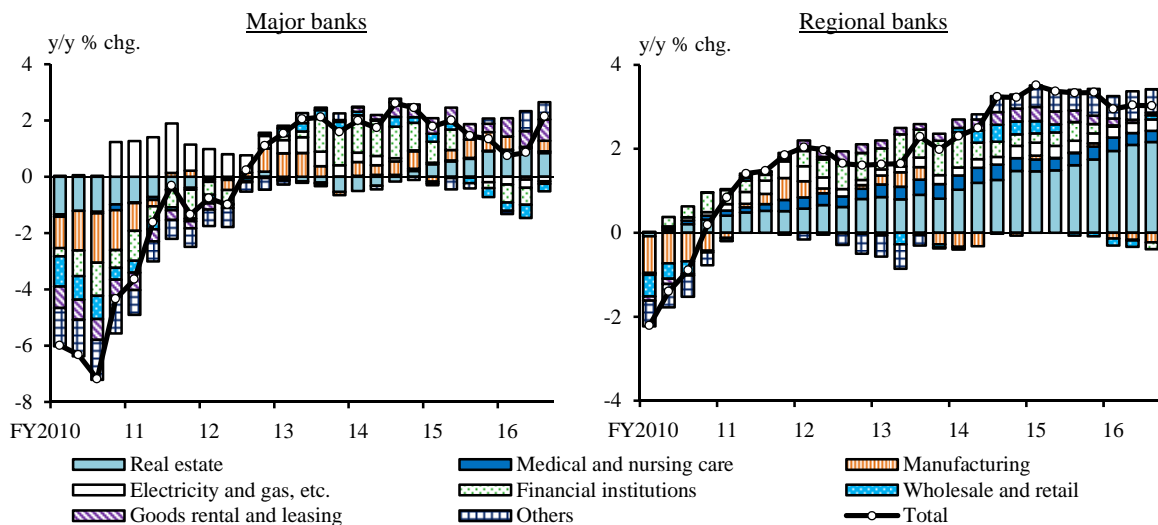 Major banks
Regional banks
y/y % chg.
y/y % chg.
4
2
0
-2
-4
-6
-8
FY2010 11 12 13 14 15 16
4
2
0
-2
-4
FY2010 11 12 13 14 15 16
Real estate
Medical and nursing care
Manufacturing
Electricity and gas, etc.
Financial institutions
Wholesale and retail
Goods rental and leasing
Others
Total